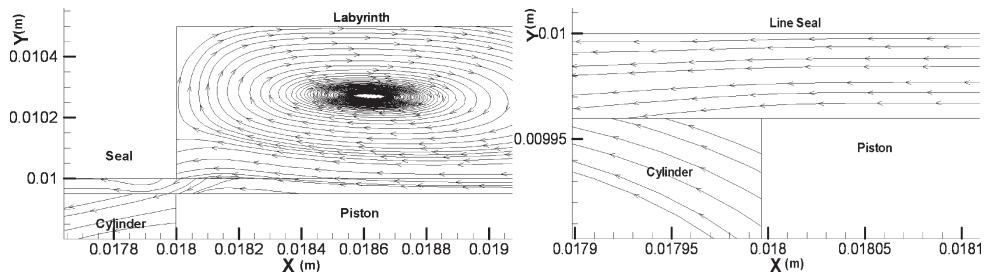 Labyrinth
Y(m)
0.0104
0.0102
0.01
Seal
Cylinder
Piston
0.0178 0.018 0.0182 0.0184 0.0186 0.0188 0.019
X (m)
Line Seal
Y(m)
0.01
0.00995
Cylinder
Piston
0.0179 0.01795 0.018 0.01805 0.0181
X (m)